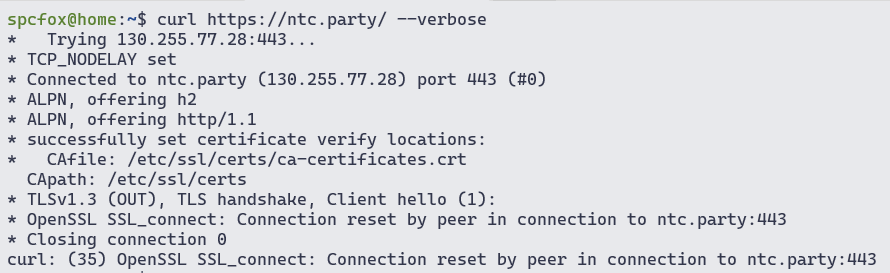 spcfox@home:~$ curl https://ntc.party/ --verbose
*   Trying 130.255.77.28:443...
* TCP_NODELAY set
* Connected to ntc.party (130.255.77.28) port 443 (#0)
* ALPN, offering h2
* ALPN, offering http/1.1
* successfully set certificate verify locations:
*   CAfile: /etc/ssl/certs/ca-certificates.crt
  CApath: /etc/ssl/certs
* TLSv1.3 (OUT), TLS handshake, Client hello (1):
* OpenSSL SSL_connect: Connection reset by peer in connection to ntc.party:443
* Closing connection 0
curl: (35) OpenSSL SSL_connect: Connection reset by peer in connection to ntc.party:443